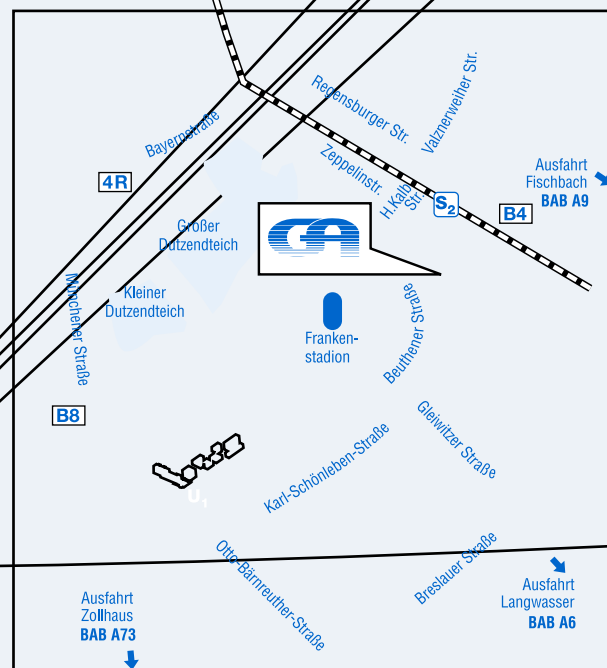 Regensburger Str.
Valznerweiher Str.
Bayernstraße
Zeppelinstr.
H.Kalb
Str.
Ausfahrt
Fischbach
BAB A9
4R
S2
B4
Großer
Dutzendteich
GA
Münchener Straße
Kleiner
Dutzendteich
Beuthener Straße
Franken-
stadion
B8
Gleiwitzer Straße
Karl-Schönleben-Straße
U1
Otto-Bärnreuther-Straße
Breslauer Straße
Ausfahrt
Zollhaus
BAB A73
Ausfahrt
Langwasser
BAB A6